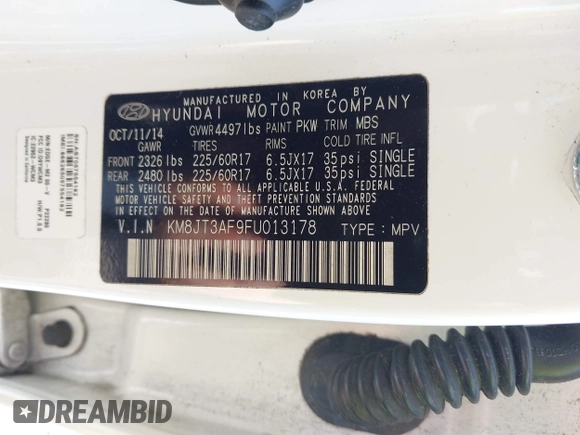 MANUFACTURED IN KOREA BY
HYUNDAI MOTOR COMPANY
OCT/11/14 GVWR 4497lbs PAINT PKW TRIM MBS
GAWR TIRES RIMS COLD TIRE INFL
FRONT 2326 lbs 225/60R17 6.5JX17 35psi SINGLE
REAR 2480 lbs 225/60R17 6.5JX17 35psi SINGLE
THIS VEHICLE CONFORMS TO ALL APPLICABLE U.S.A. FEDERAL MOTOR
VEHICLE SAFETY, BUMPER, AND THEFT PREVENTION STANDARDS
IN EFFECT ON THE DATE OF MANUFACTURE SHOWN ABOVE.
V.I.N KM8JT3AF9FU013178 TYPE : MPV
DREAMBID